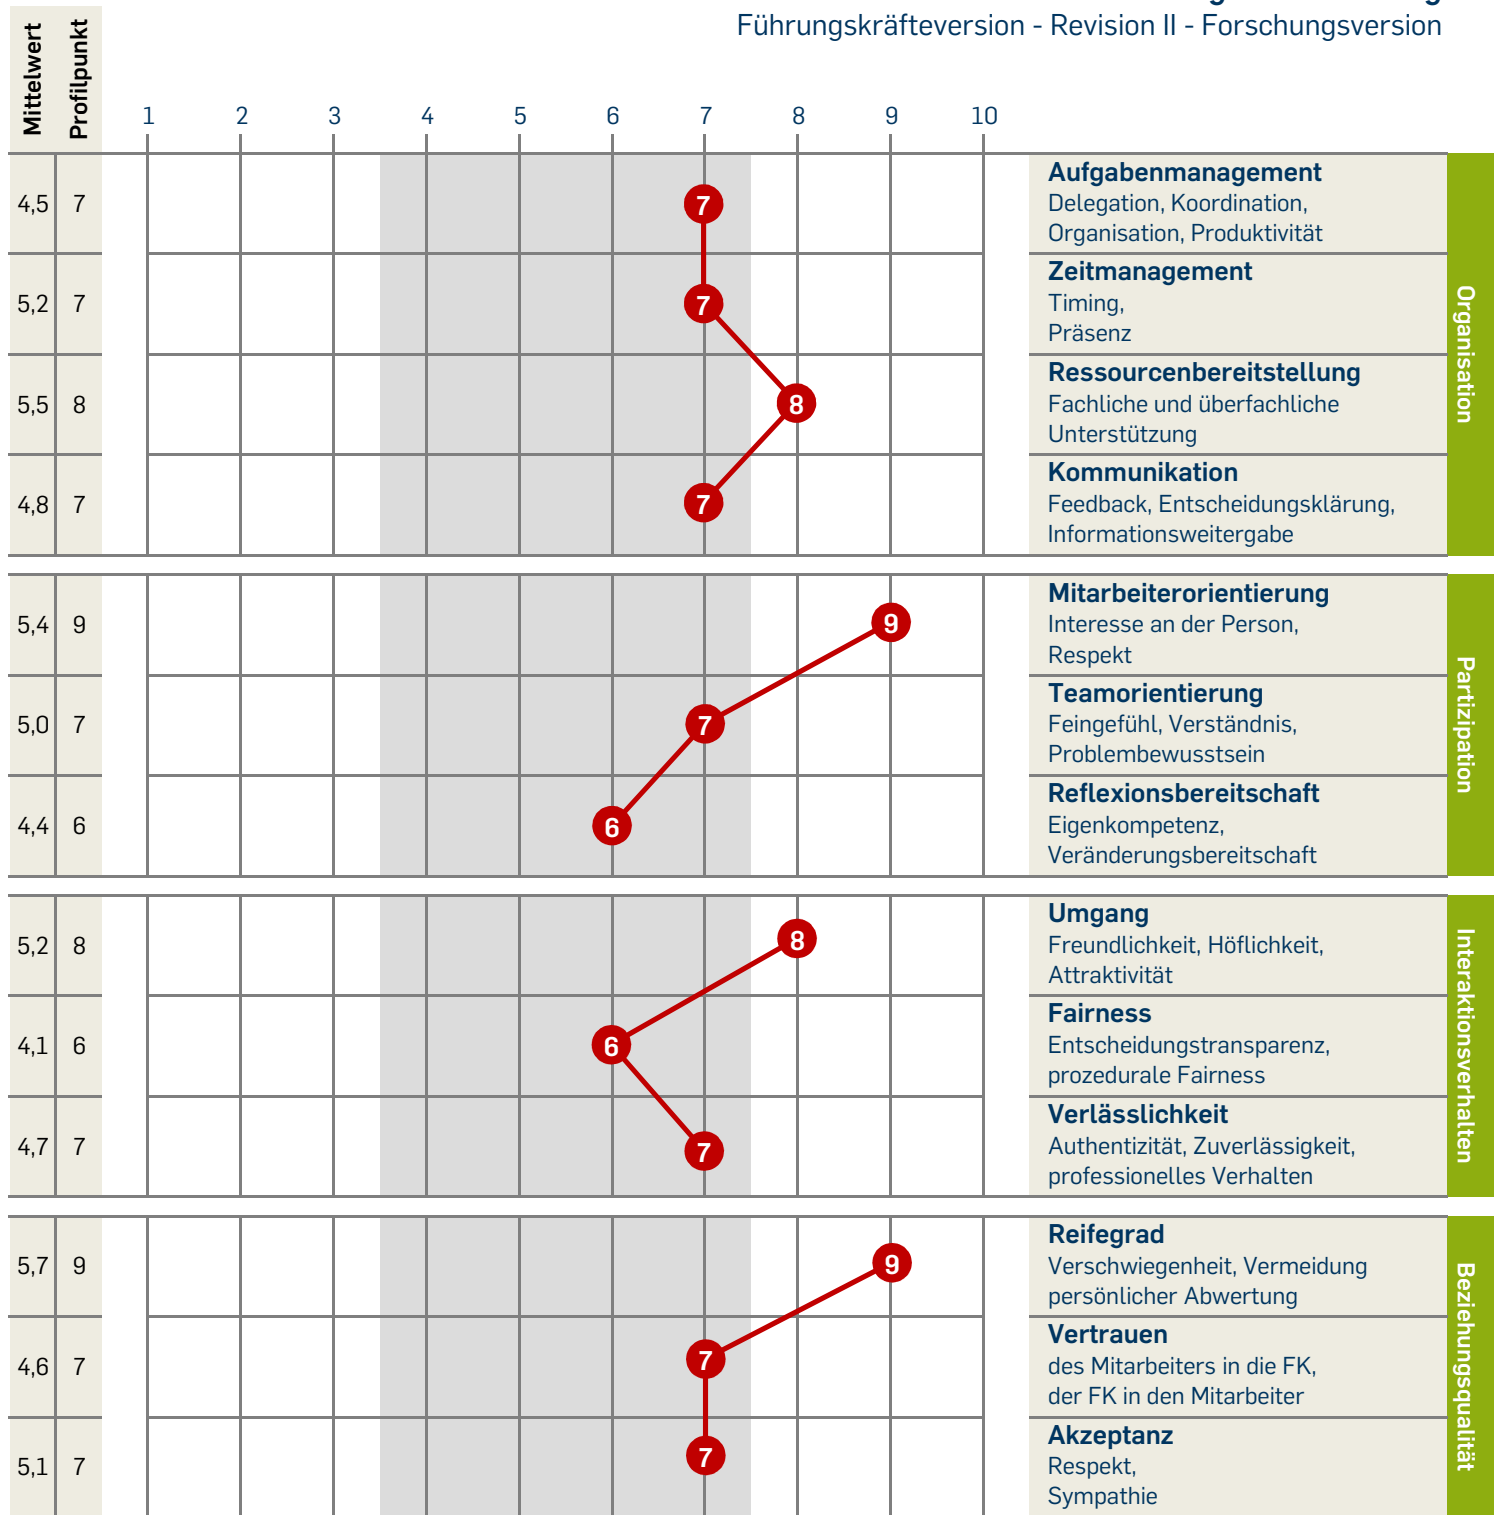 Führungskräfteversion - Revision II - Forschungsversion
Mittelwert
Profilpunkt
1 2 3 4 5 6 7 8 9 10
4,5 7 7 Aufgabenmanagement
Delegation, Koordination,
Organisation, Produktivität
5,2 7 7 Zeitmanagement
Timing,
Präsenz
5,5 8 8 Ressourcenbereitstellung
Fachliche und überfachliche
Unterstützung
4,8 7 7 Kommunikation
Feedback, Entscheidungsklärung,
Informationsweitergabe
Organisation
5,4 9 9 Mitarbeiterorientierung
Interesse an der Person,
Respekt
5,0 7 7 Teamorientierung
Feingefühl, Verständnis,
Problembewusstsein
4,4 6 6 Reflexionsbereitschaft
Eigenkompetenz,
Veränderungsbereitschaft
Partizipation
5,2 8 8 Umgang
Freundlichkeit, Höflichkeit,
Attraktivität
4,1 6 6 Fairness
Entscheidungstransparenz,
prozedurale Fairness
4,7 7 7 Verlässlichkeit
Authentizität, Zuverlässigkeit,
professionelles Verhalten
Interaktionsverhalten
5,7 9 9 Reifegrad
Verschwiegenheit, Vermeidung
persönlicher Abwertung
4,6 7 7 Vertrauen
des Mitarbeiters in die FK,
der FK in den Mitarbeiter
5,1 7 7 Akzeptanz
Respekt,
Sympathie
Beziehungsqualität